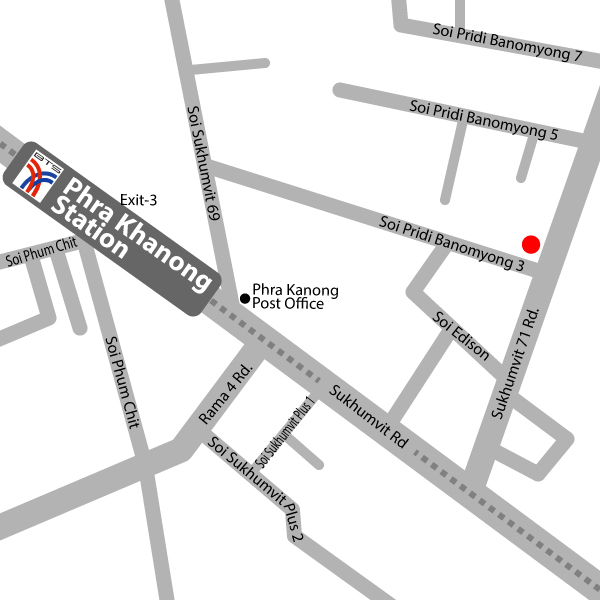 Soi Pridi Banomyong 7
Soi Pridi Banomyong 5
Soi Sukhumvit 69
BTS
Phra Khanong
Station
Exit-3
Soi Pridi Banomyong 3
Soi Phum Chit
Phra Kanong
Post Office
Soi Edison
Sukhumvit 71 Rd.
Soi Phum Chit
Rama 4 Rd.
Sukhumvit Rd
Soi Sukhumvit Plus 1
Soi Sukhumvit Plus 2